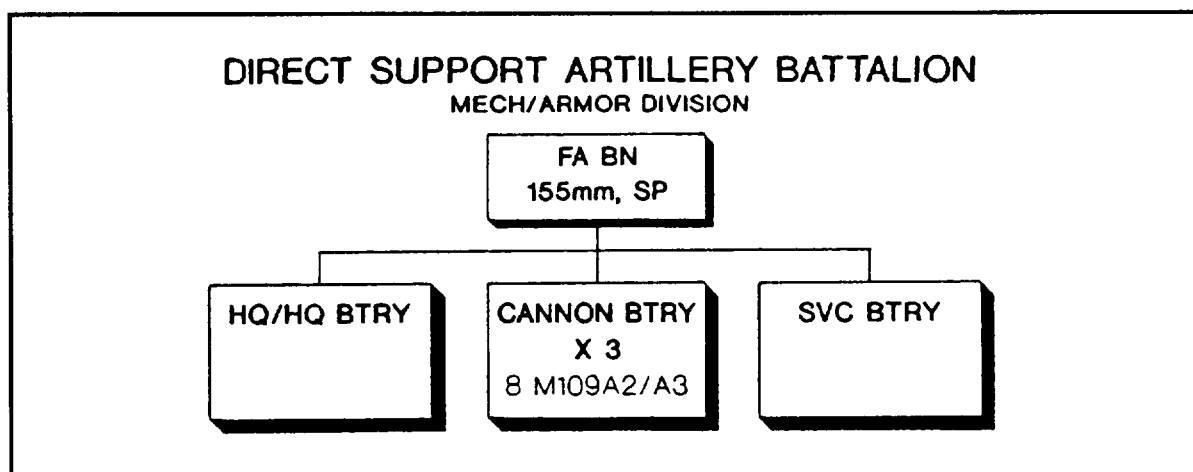 DIRECT SUPPORT ARTILLERY BATTALION
MECH/ARMOR DIVISION
FA BN
155mm, SP
HQ/HQ BTRY
CANNON BTRY
X 3
8 M109A2/A3
SVC BTRY